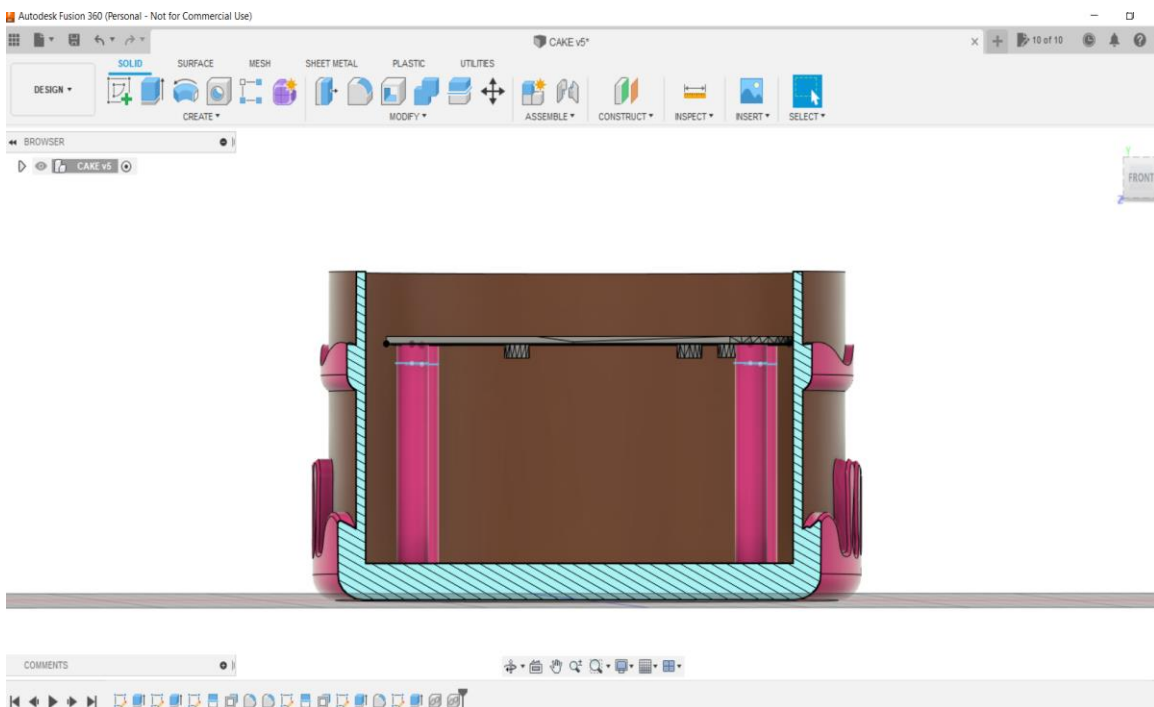 Autodesk Fusion 360 (Personal - Not for Commercial Use)
CAKE v5*
10 of 10
SOLID SURFACE MESH SHEET METAL PLASTIC UTILITIES
DESIGN
CREATE MODIFY ASSEMBLE CONSTRUCT INSPECT INSERT SELECT
BROWSER
CAKE v5
Y
FRONT
Z
COMMENTS